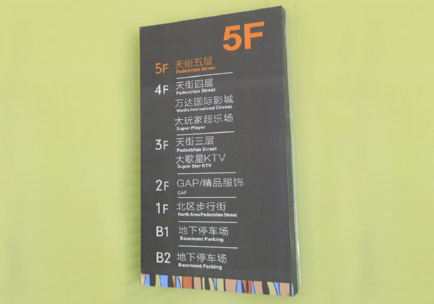 5F
5F 天街五层
Pedestrian Street
4F 天街四层
Pedestrian Street
万达国际影城
Wanda International Cinemas
大玩家超乐场
Super Player
3F 天街三层
Pedestrian Street
大歌星KTV
Super Star KTV
2F GAP/精品服饰
GAP
1F 北区步行街
North Area/Pedestrian Street
B1 地下停车场
Basement Parking
B2 地下停车场
Basement Parking